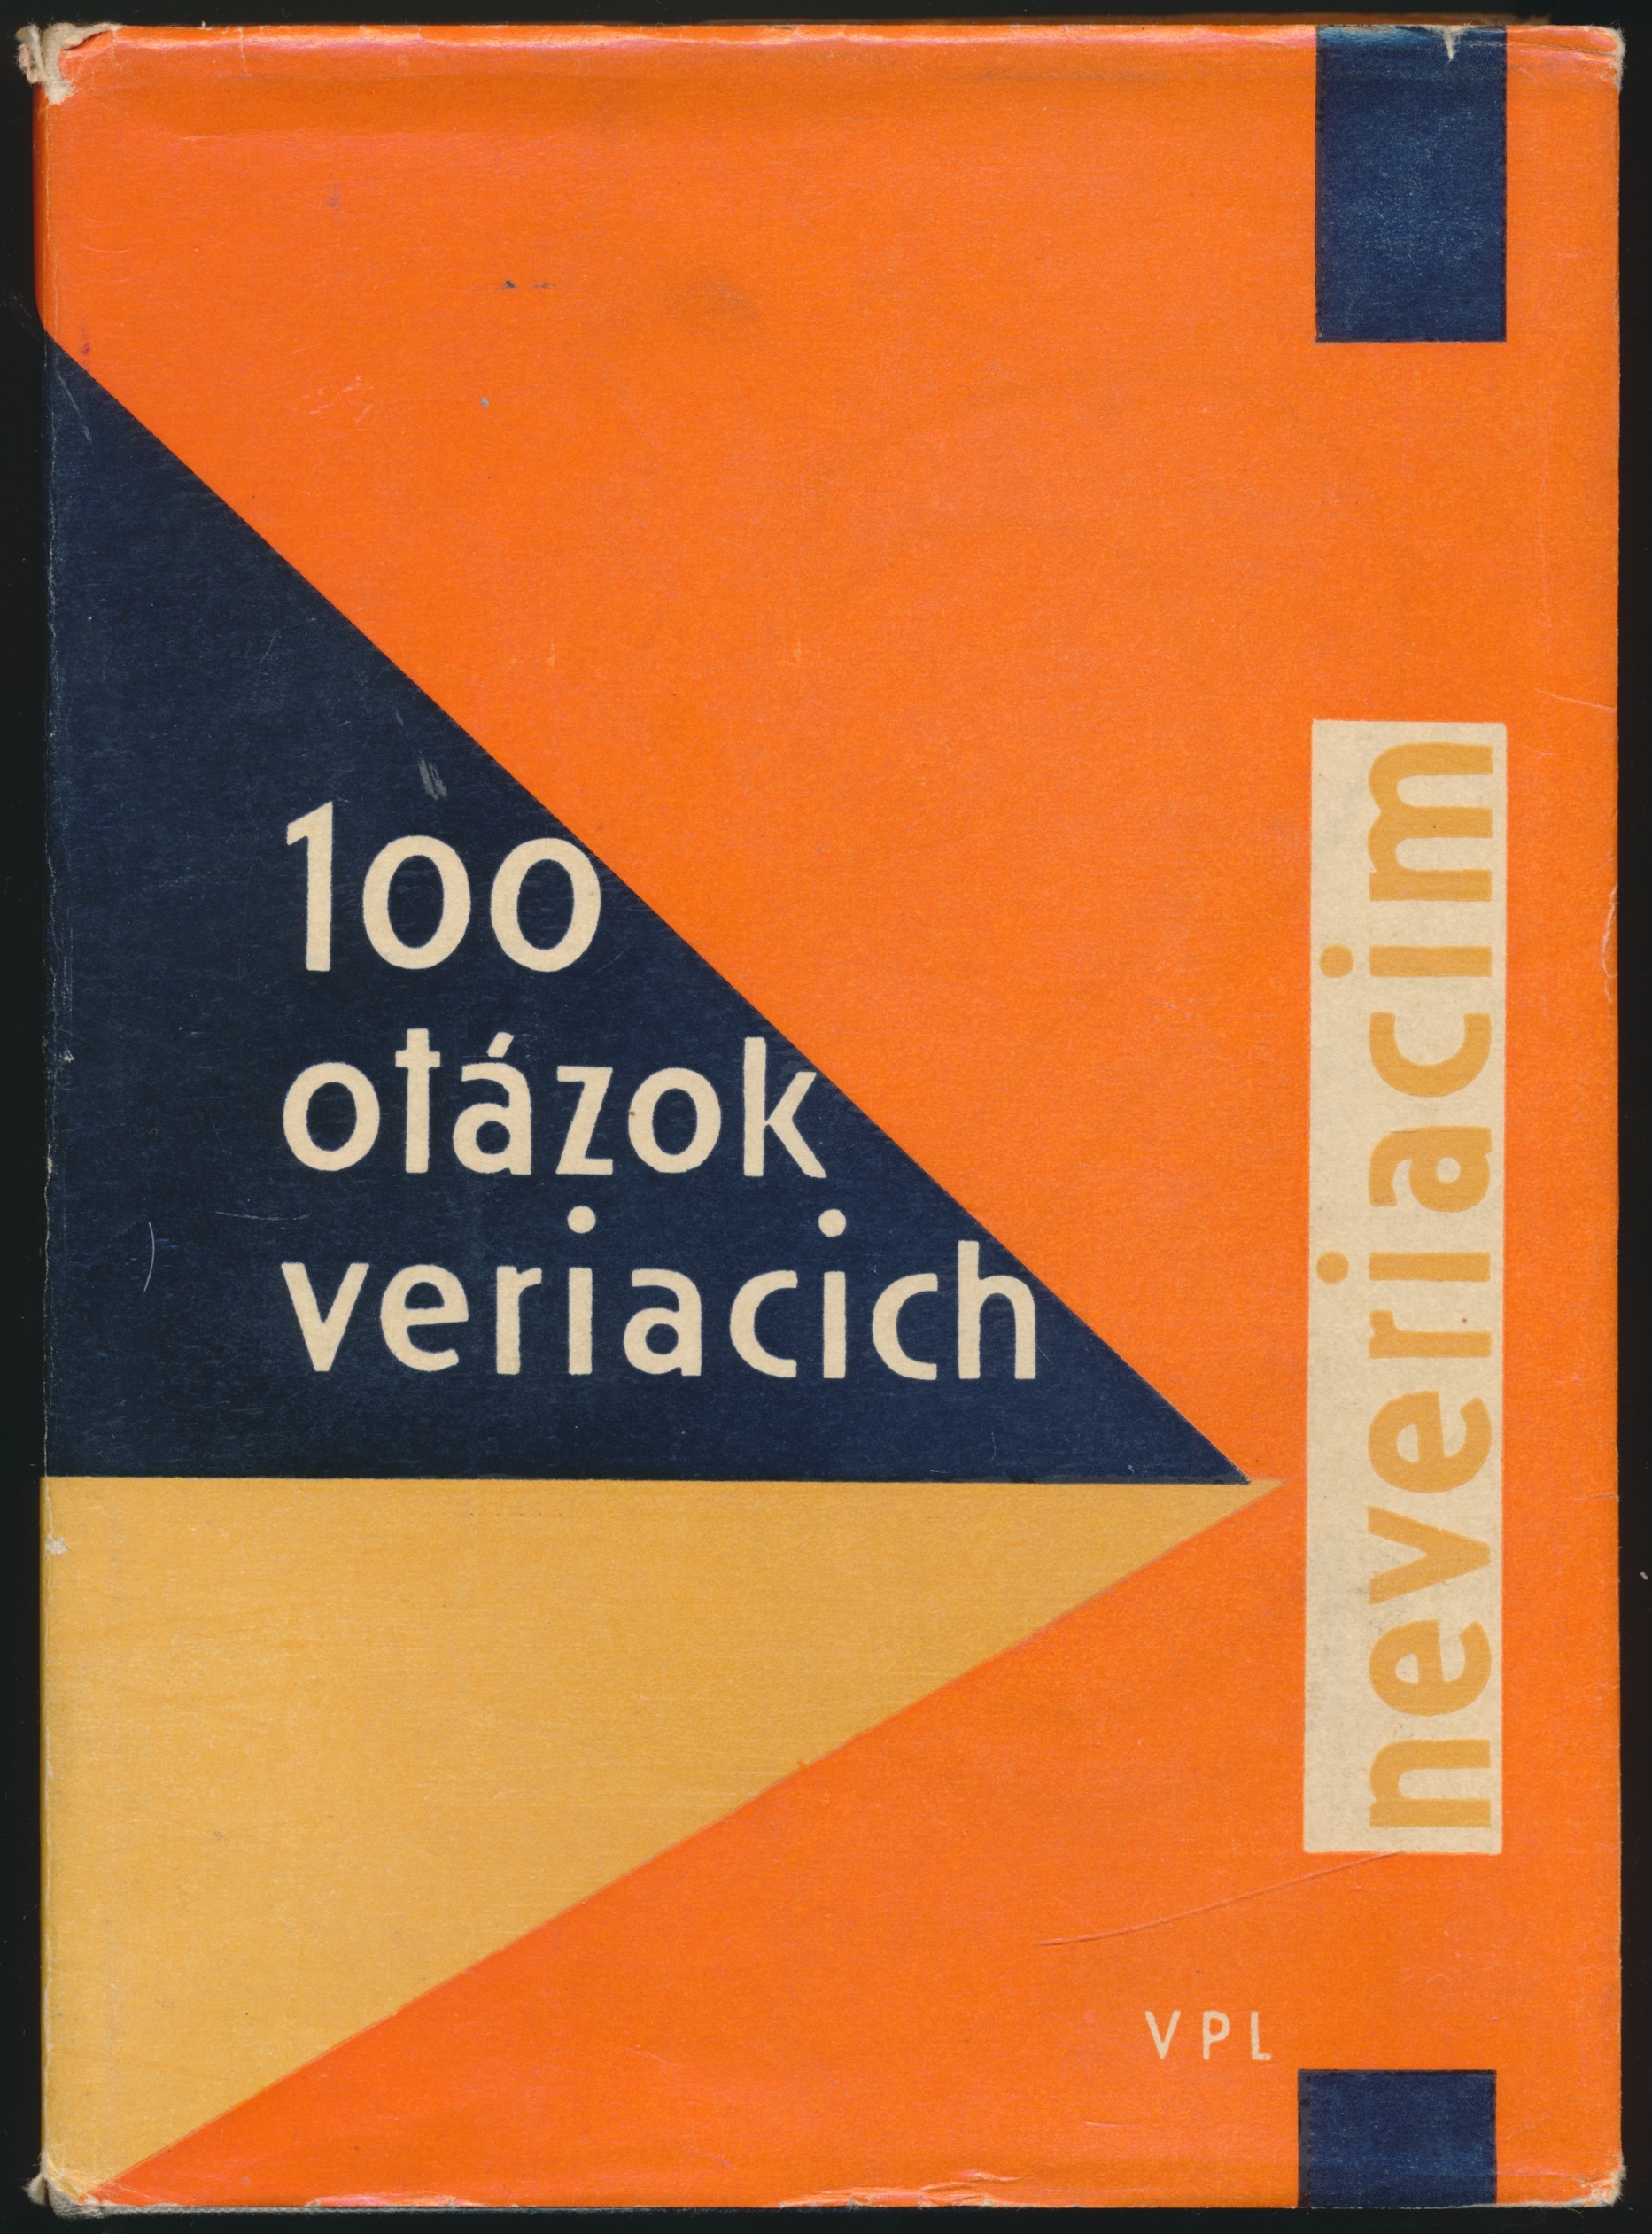 100
otázok
veriacich
neveriacim
VPL